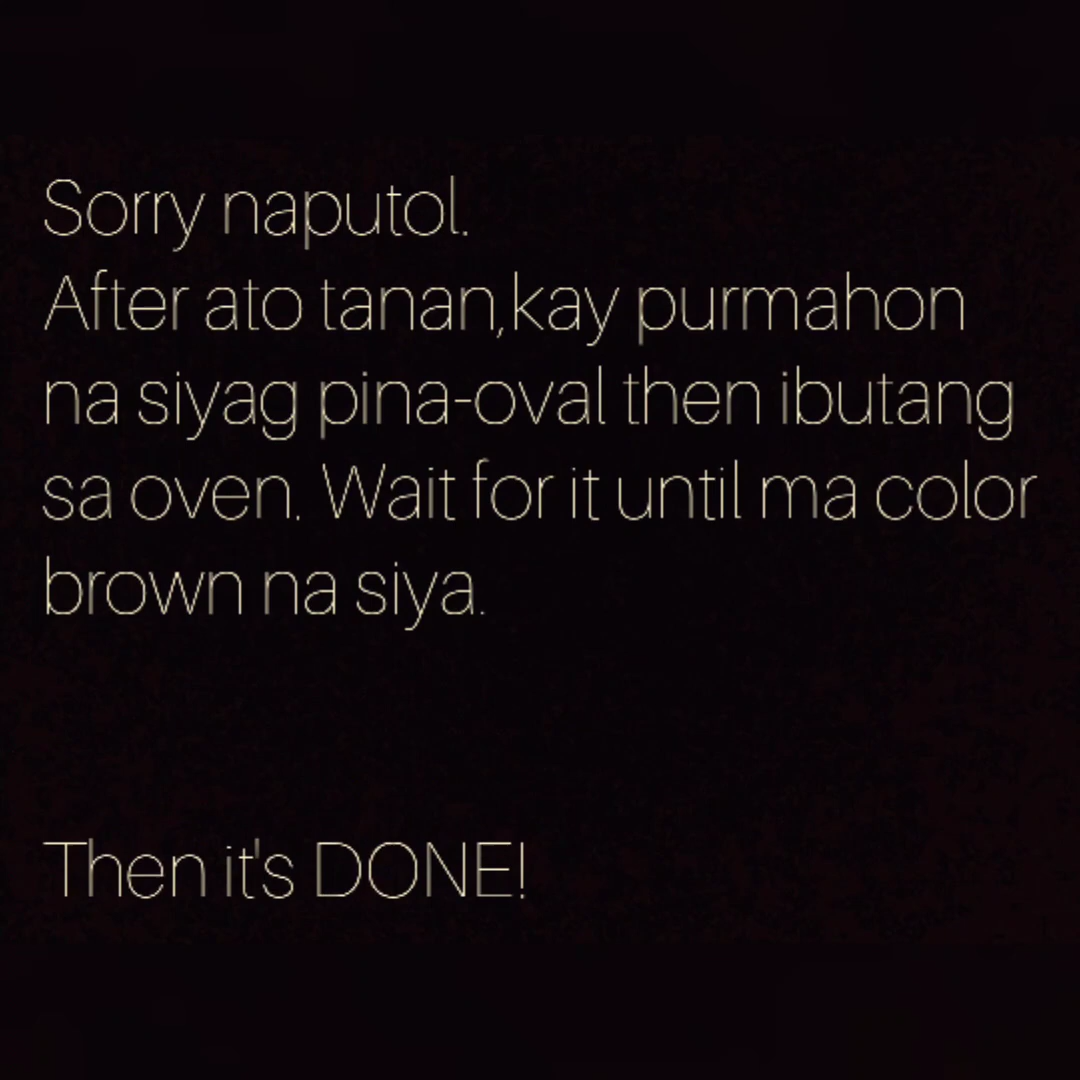 Sorry naputol.
After ato tanan,kay purmahon
na siyag pina-oval then ibutang
sa oven. Wait for it until ma color
brown na siya.
Then it's DONE!